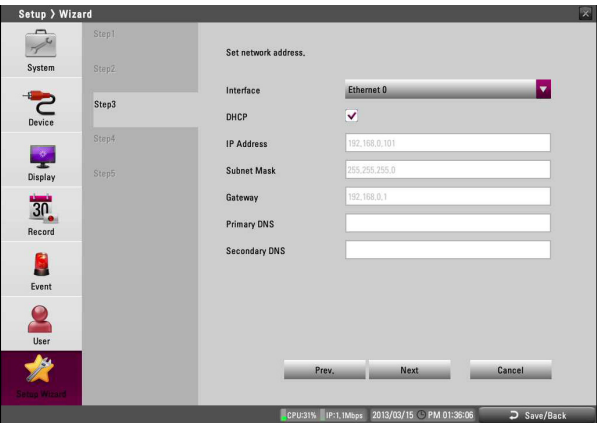 Setup > Wizard
System
Device
Display
30
Record
Event
User
Setup Wizard
Step1
Step2
Step3
Step4
Step5
Set network address.
Interface Ethernet 0
DHCP
IP Address 192.168.0.101
Subnet Mask 255.255.255.0
Gateway 192.168.0.1
Primary DNS
Secondary DNS
Prev. Next Cancel
CPU:31% IP:1.1Mbps 2013/03/15 PM 01:36:06 Save/Back